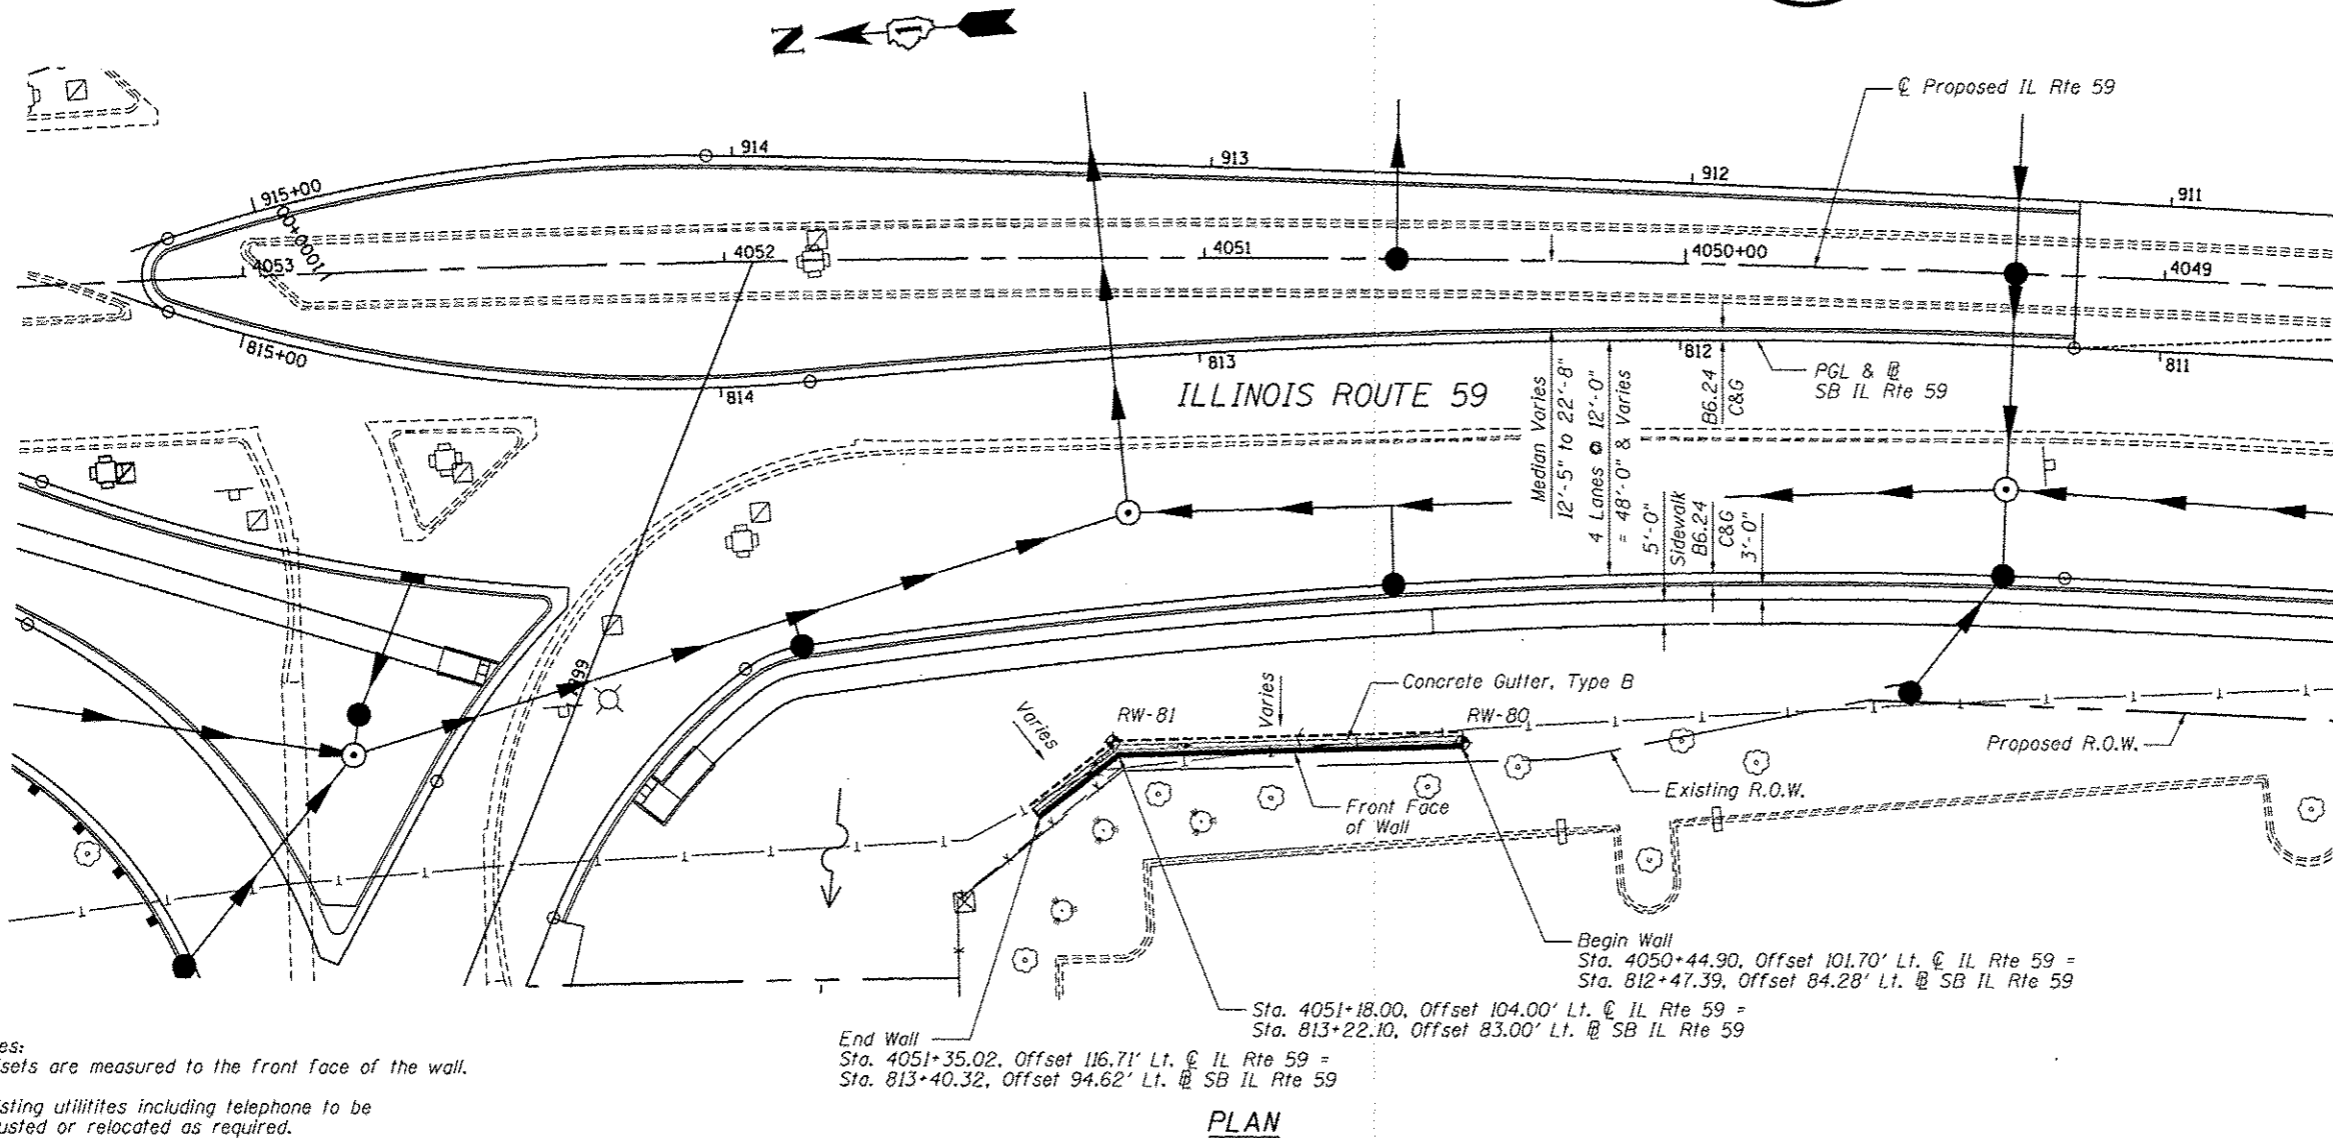 N
℄ Proposed IL Rte 59
914
913
912
911
915+00
11000+00
4053
4052
4051
4050+00
4049
815+00
814
813
812
811
ILLINOIS ROUTE 59
PGL & ⅊
SB IL Rte 59
Median Varies
12'-5" to 22'-8"
4 Lanes @ 12'-0"
= 48'-0" & Varies
B6.24
C&G
5'-0"
Sidewalk
B6.24
C&G
3'-0"
Varies
RW-81
Varies
Concrete Gutter, Type B
RW-80
Proposed R.O.W.
Existing R.O.W.
Front Face
of Wall
Begin Wall
Sta. 4050+44.90, Offset 101.70' Lt. ℄ IL Rte 59 =
Sta. 812+47.39, Offset 84.28' Lt. ⅊ SB IL Rte 59
Sta. 4051+18.00, Offset 104.00' Lt. ℄ IL Rte 59 =
Sta. 813+22.10, Offset 83.00' Lt. ⅊ SB IL Rte 59
End Wall
Sta. 4051+35.02, Offset 116.71' Lt. ℄ IL Rte 59 =
Sta. 813+40.32, Offset 94.62' Lt. ⅊ SB IL Rte 59
es:
sets are measured to the front face of the wall.
isting utilitites including telephone to be
usted or relocated as required.
PLAN